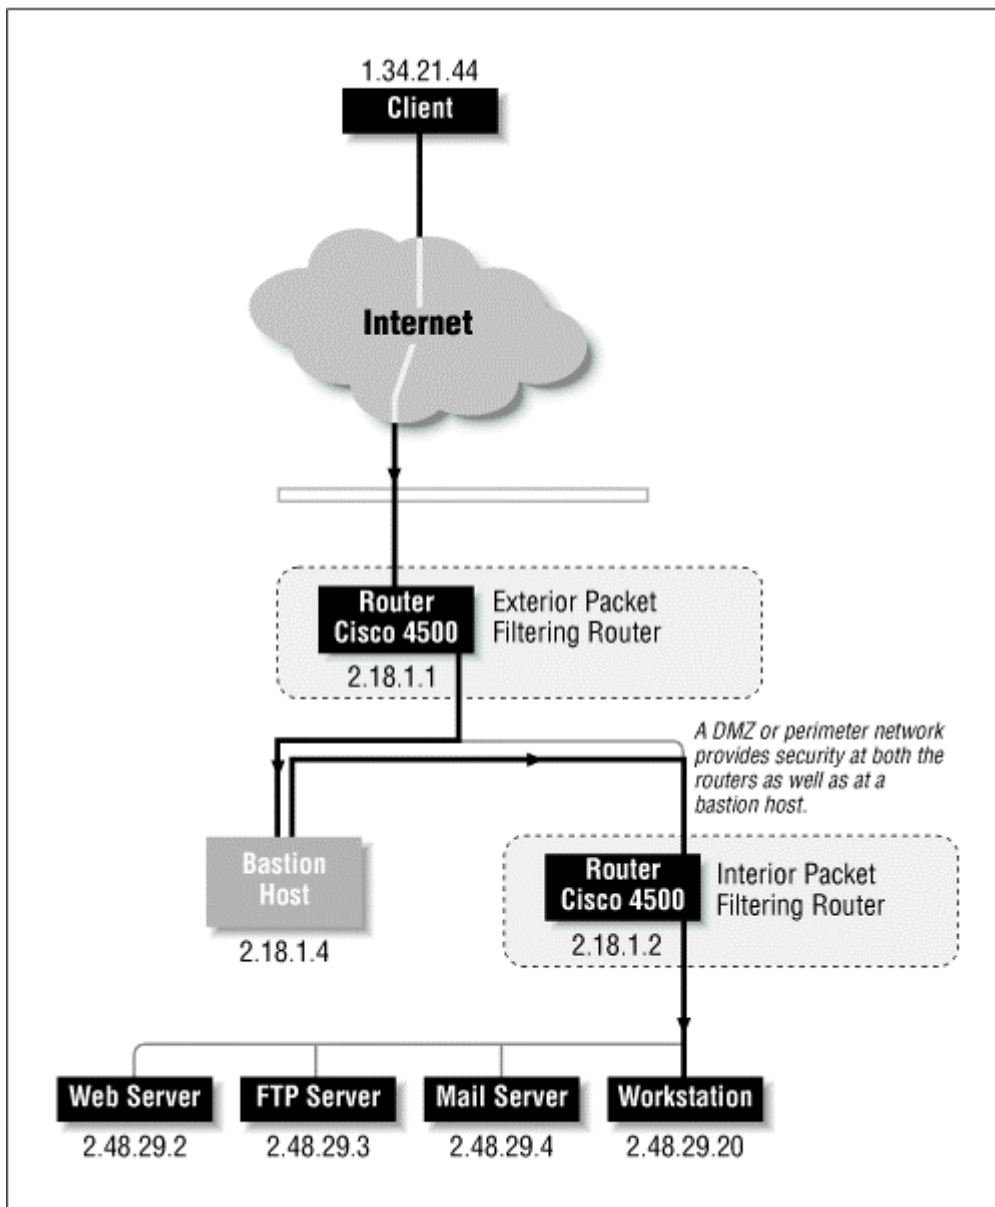 1.34.21.44
Client
Internet
Router
Cisco 4500
Exterior Packet
Filtering Router
2.18.1.1
A DMZ or perimeter network
provides security at both the
routers as well as at a
bastion host.
Bastion
Host
2.18.1.4
Router
Cisco 4500
Interior Packet
Filtering Router
2.18.1.2
Web Server
FTP Server
Mail Server
Workstation
2.48.29.2
2.48.29.3
2.48.29.4
2.48.29.20